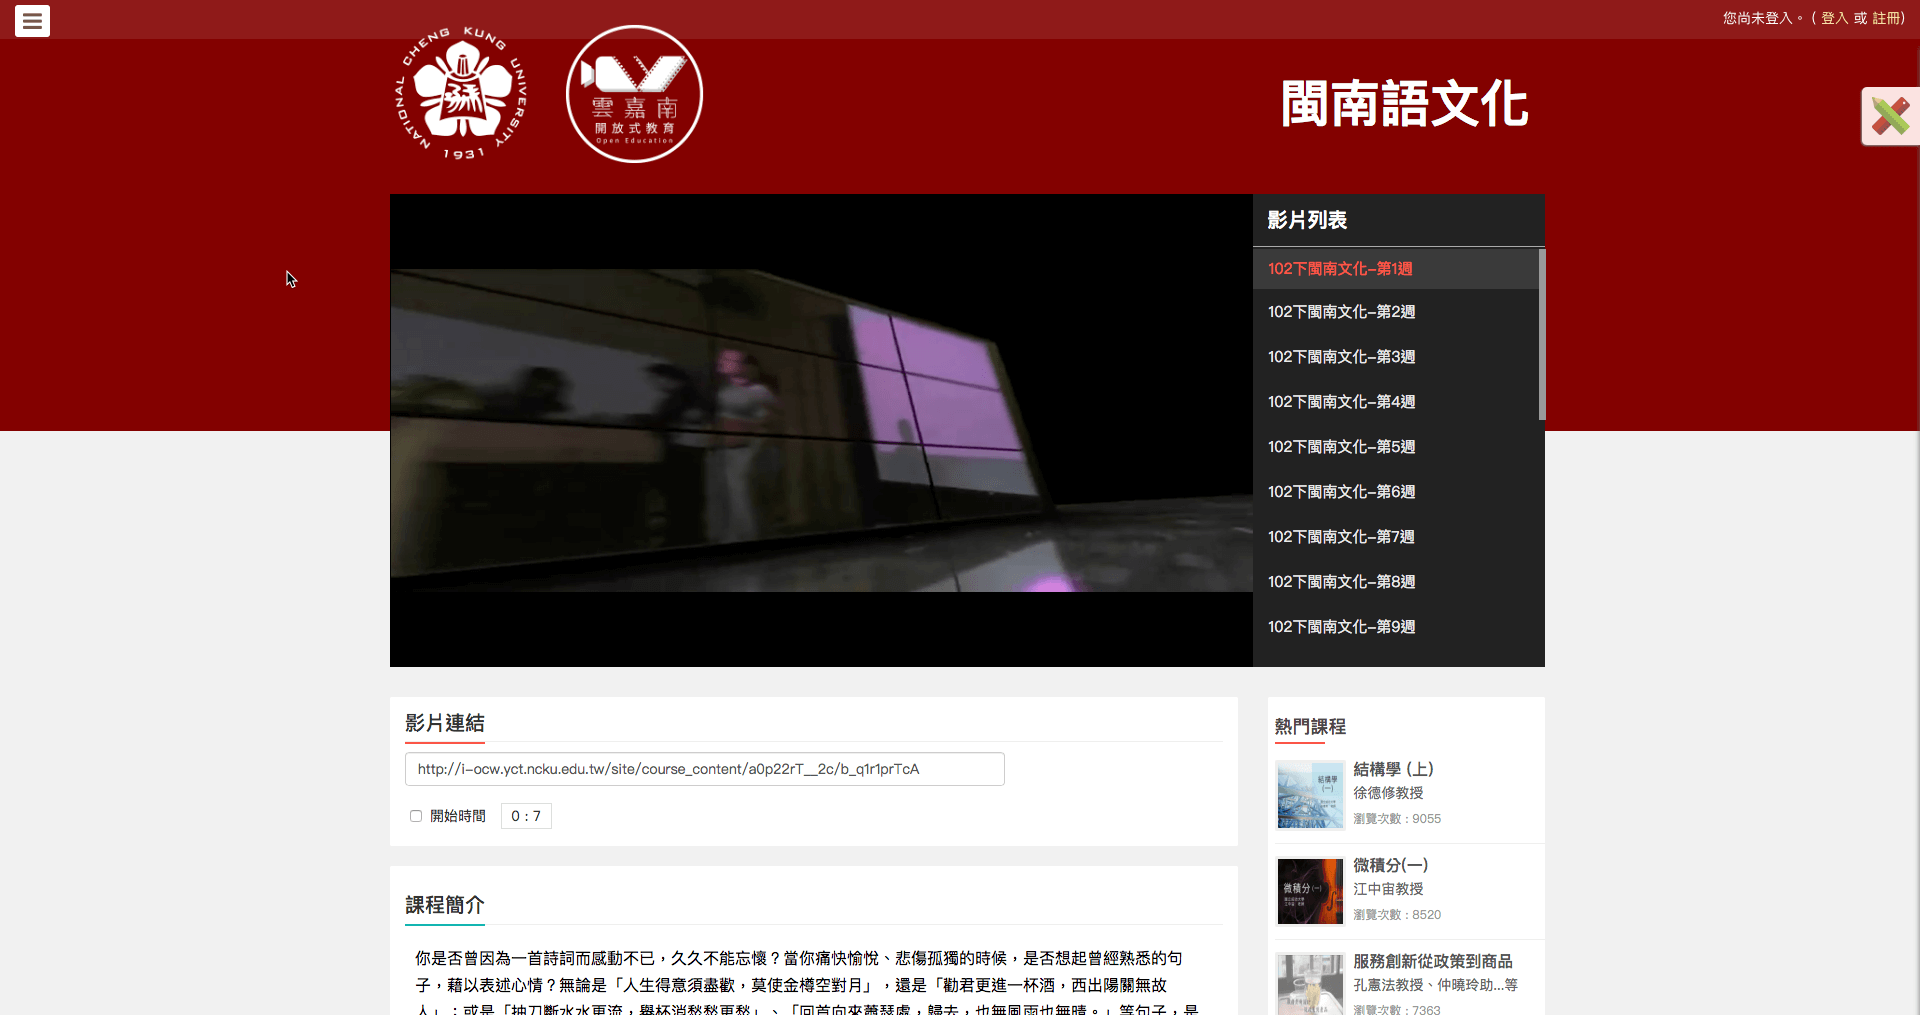 您尚未登入。( 登入 或 註冊)
NATIONAL CHENG KUNG UNIVERSITY
1931
雲嘉南
開放式教育
Open Education
閩南語文化
影片列表
102下閩南文化-第1週
102下閩南文化-第2週
102下閩南文化-第3週
102下閩南文化-第4週
102下閩南文化-第5週
102下閩南文化-第6週
102下閩南文化-第7週
102下閩南文化-第8週
102下閩南文化-第9週
影片連結
http://i-ocw.yct.ncku.edu.tw/site/course_content/a0p22rT__2c/b_q1r1prTcA
開始時間 0 : 7
課程簡介
你是否曾因為一首詩詞而感動不已，久久不能忘懷？當你痛快愉悅、悲傷孤獨的時候，是否想起曾經熟悉的句
子，藉以表述心情？無論是「人生得意須盡歡，莫使金樽空對月」，還是「勸君更進一杯酒，西出陽關無故
人」；或是「抽刀斷水水更流，舉杯消愁愁更愁」、「回首向來蕭瑟處，歸去，也無風雨也無晴。」等句子，是
熱門課程
結構學
(一)
結構學 (上)
徐德修教授
瀏覽次數 : 9055
微積分(一)
微積分(一)
江中宙教授
瀏覽次數 : 8520
服務創新從政策到商品
孔憲法教授、仲曉玲助...等
瀏覽次數 : 7363